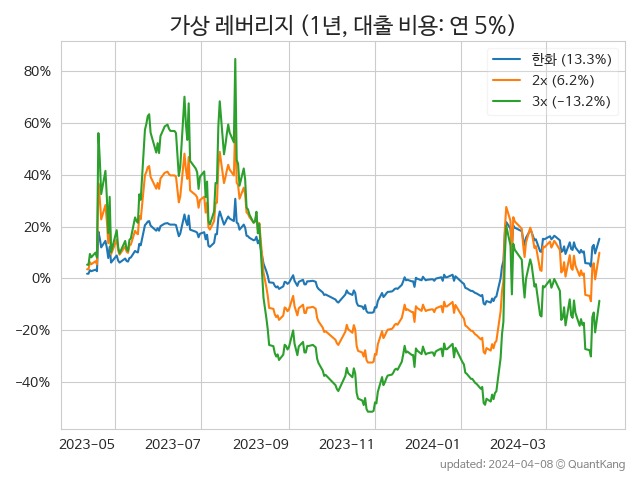 가상 레버리지 (1년, 대출 비용: 연 5%)
한화 (13.3%)
2x (6.2%)
3x (−13.2%)
80%
60%
40%
20%
0%
−20%
−40%
2023-05
2023-07
2023-09
2023-11
2024-01
2024-03
updated: 2024-04-08 © QuantKang